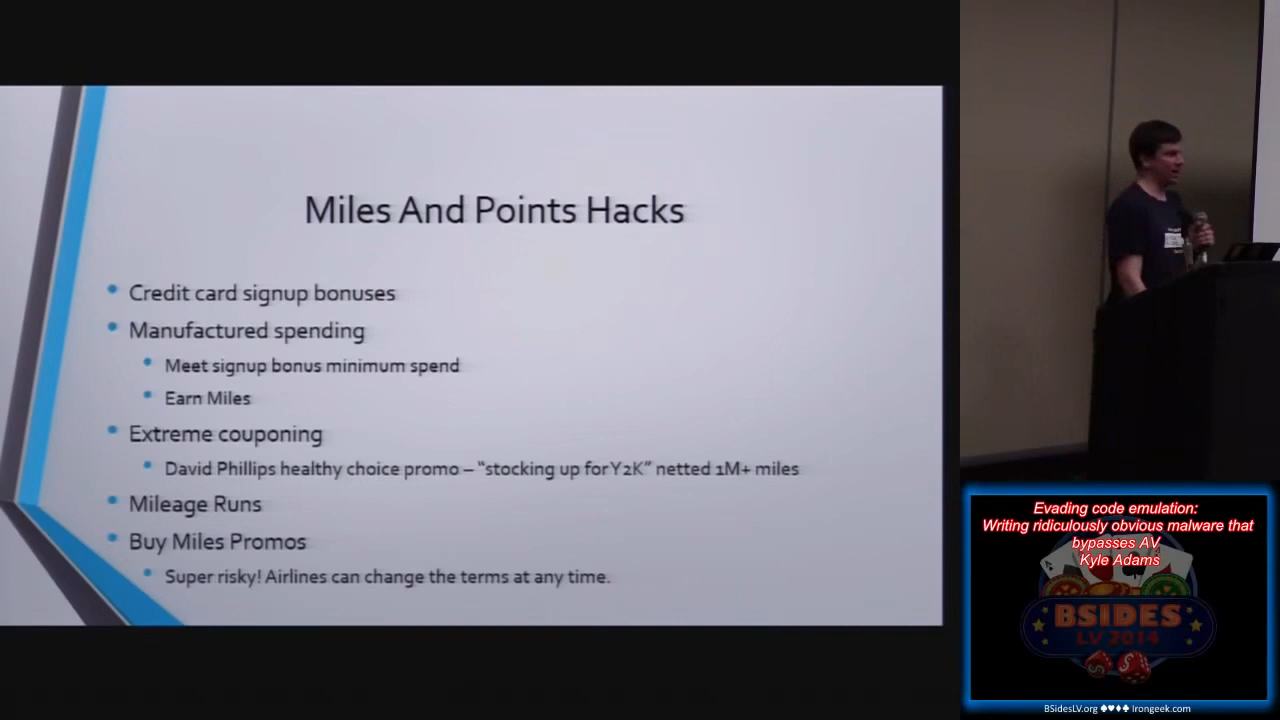 Miles And Points Hacks
Credit card signup bonuses
Manufactured spending
Meet signup bonus minimum spend
Earn Miles
Extreme couponing
David Phillips healthy choice promo – “stocking up for Y2K” netted 1M+ miles
Mileage Runs
Buy Miles Promos
Super risky! Airlines can change the terms at any time.
Evading code emulation:
Writing ridiculously obvious malware that
bypasses AV
Kyle Adams
BSIDES
LV 2014
BSidesLV.org ♠♥♦♣ Irongeek.com